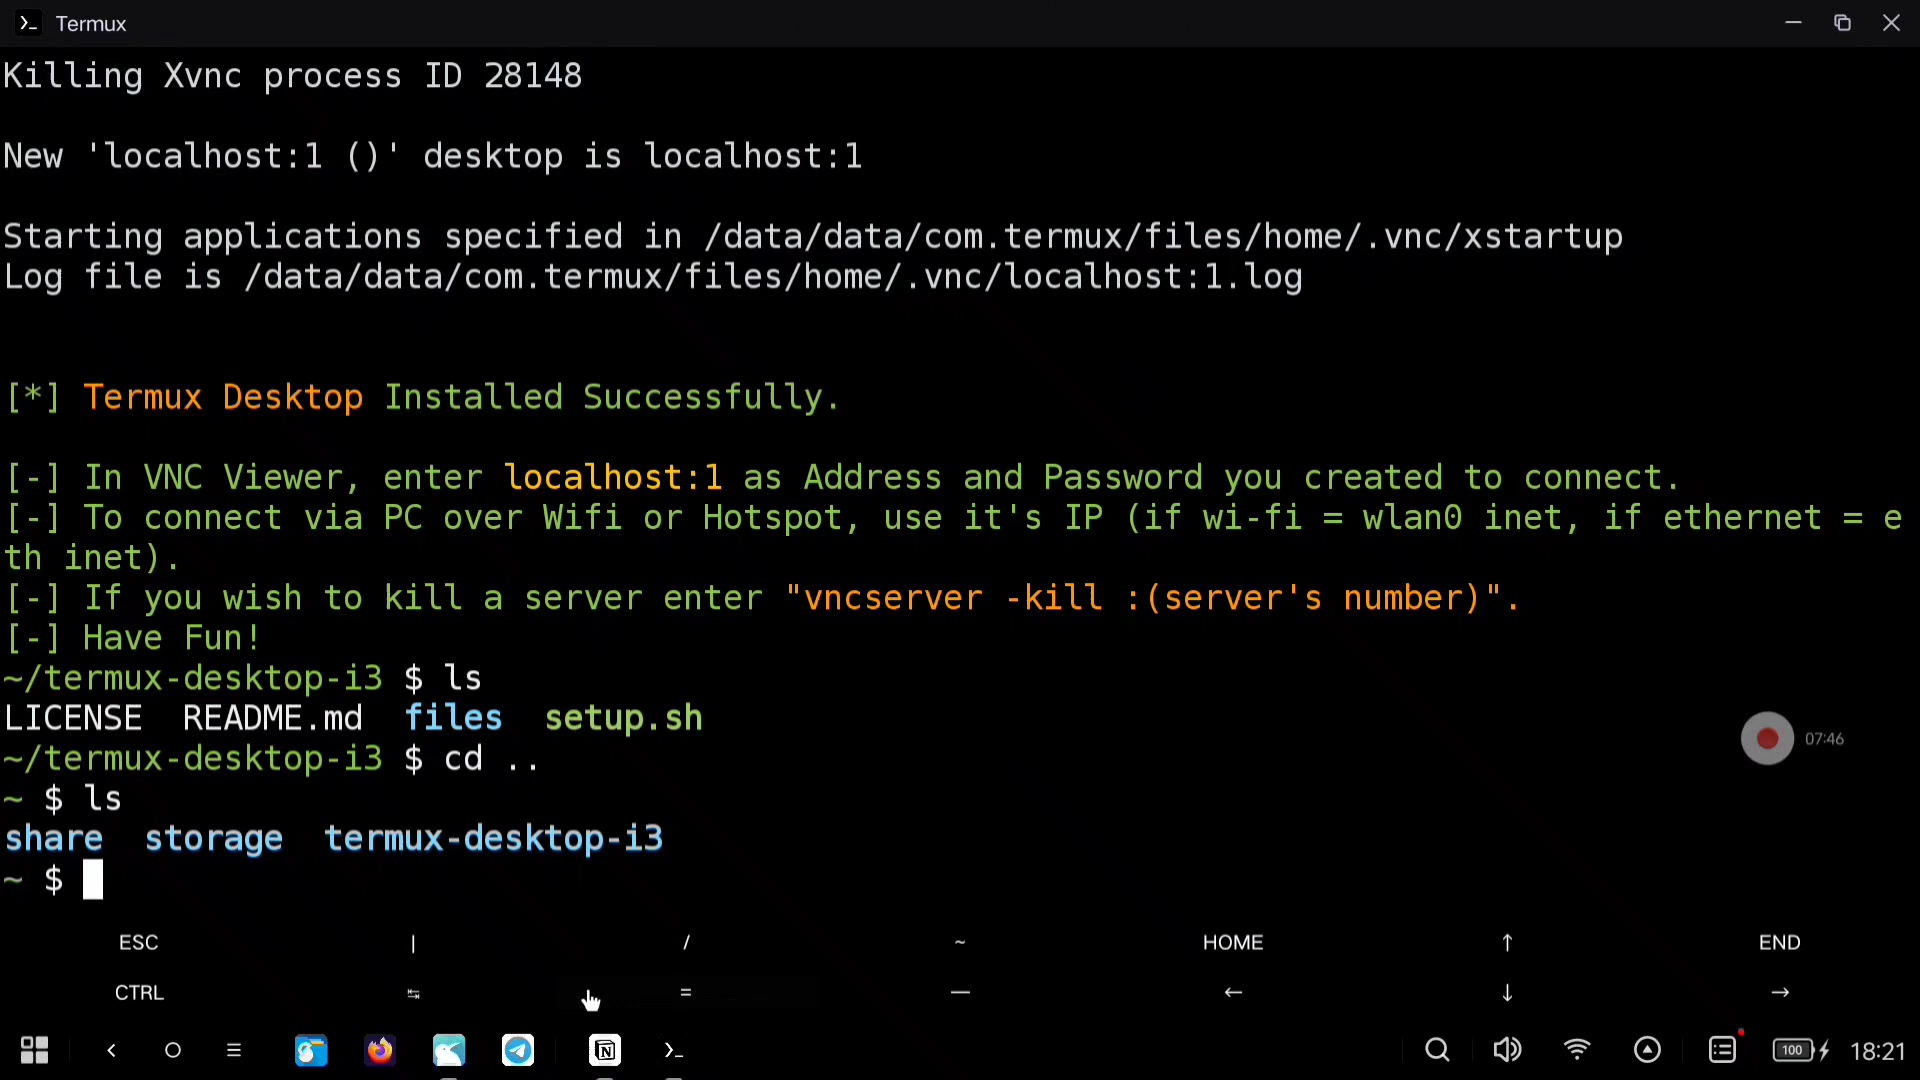 Termux
Killing Xvnc process ID 28148
New 'localhost:1 ()' desktop is localhost:1
Starting applications specified in /data/data/com.termux/files/home/.vnc/xstartup
Log file is /data/data/com.termux/files/home/.vnc/localhost:1.log
[*] Termux Desktop Installed Successfully.
[-] In VNC Viewer, enter localhost:1 as Address and Password you created to connect.
[-] To connect via PC over Wifi or Hotspot, use it's IP (if wi-fi = wlan0 inet, if ethernet = e
th inet).
[-] If you wish to kill a server enter "vncserver -kill :(server's number)".
[-] Have Fun!
~/termux-desktop-i3 $ ls
LICENSE README.md files setup.sh
~/termux-desktop-i3 $ cd ..
07:46
~ $ ls
share storage termux-desktop-i3
~ $
ESC | / ~ HOME ↑ END
CTRL ↹ = — ← ↓ →
100 18:21